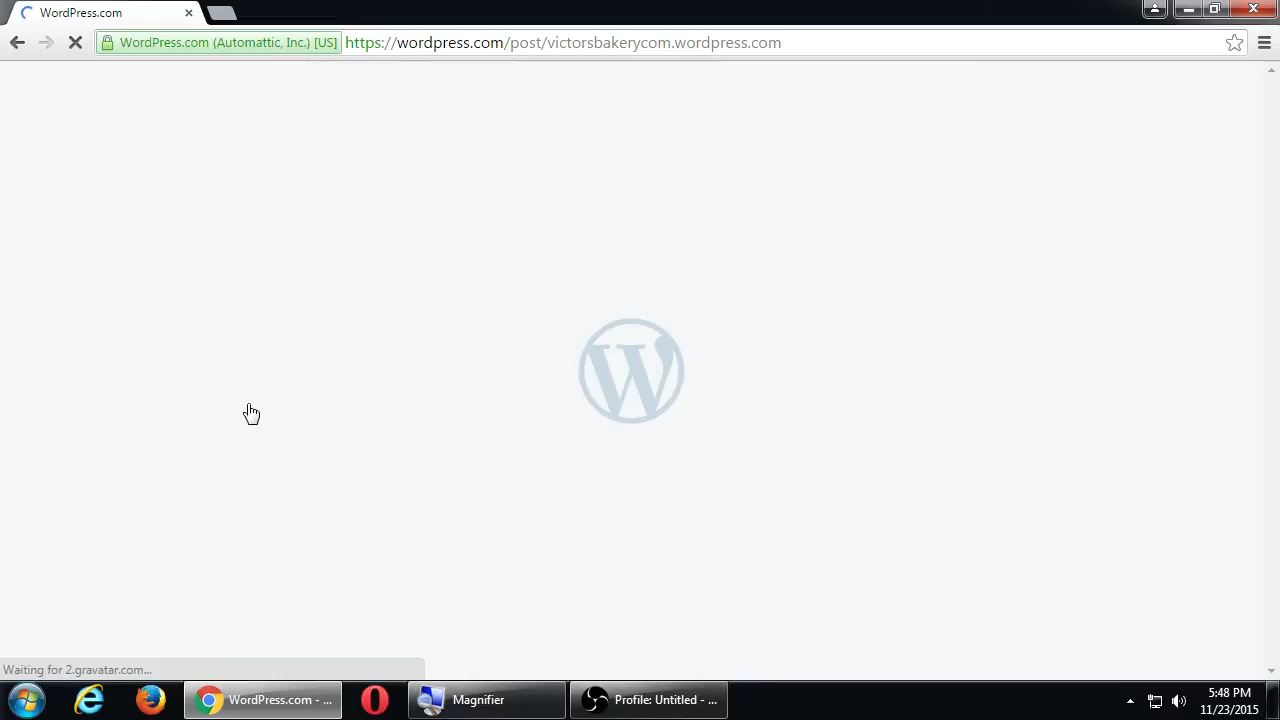 WordPress.com
WordPress.com (Automattic, Inc.) [US] https://wordpress.com/post/victorsbakerycom.wordpress.com
W
Waiting for 2.gravatar.com...
WordPress.com - ...
Magnifier
Profile: Untitled - ...
5:48 PM
11/23/2015